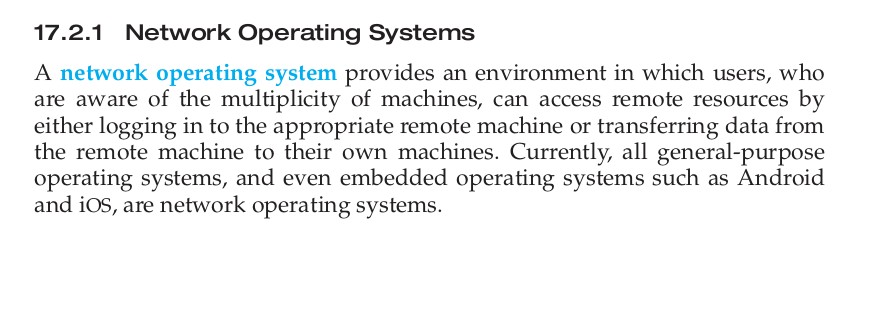 17.2.1 Network Operating Systems
A network operating system provides an environment in which users, who
are aware of the multiplicity of machines, can access remote resources by
either logging in to the appropriate remote machine or transferring data from
the remote machine to their own machines. Currently, all general-purpose
operating systems, and even embedded operating systems such as Android
and iOS, are network operating systems.